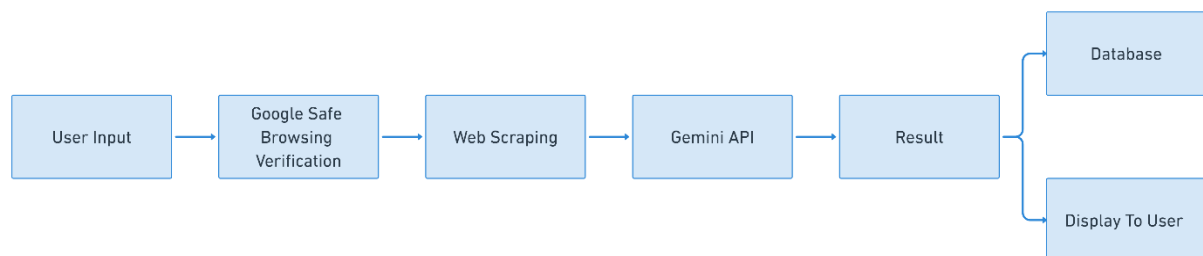 User Input
Google Safe
Browsing
Verification
Web Scraping
Gemini API
Result
Database
Display To User